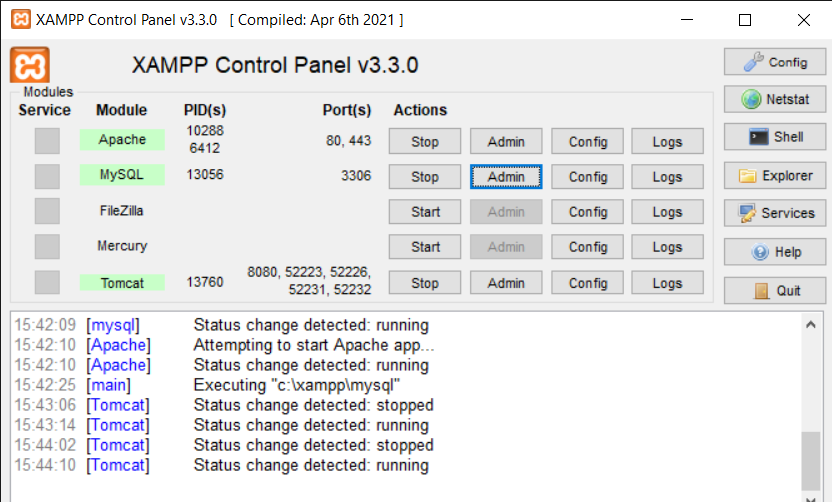 XAMPP Control Panel v3.3.0 [ Compiled: Apr 6th 2021 ]
XAMPP Control Panel v3.3.0
Config
Modules
Service Module PID(s) Port(s) Actions
Netstat
Apache 10288 6412 80, 443 Stop Admin Config Logs
Shell
MySQL 13056 3306 Stop Admin Config Logs
Explorer
FileZilla Start Admin Config Logs
Services
Mercury Start Admin Config Logs
Help
Tomcat 13760 8080, 52223, 52226, 52231, 52232 Stop Admin Config Logs
Quit
15:42:09 [mysql] Status change detected: running
15:42:10 [Apache] Attempting to start Apache app...
15:42:10 [Apache] Status change detected: running
15:42:25 [main] Executing "c:\xampp\mysql"
15:43:06 [Tomcat] Status change detected: stopped
15:43:14 [Tomcat] Status change detected: running
15:44:02 [Tomcat] Status change detected: stopped
15:44:10 [Tomcat] Status change detected: running